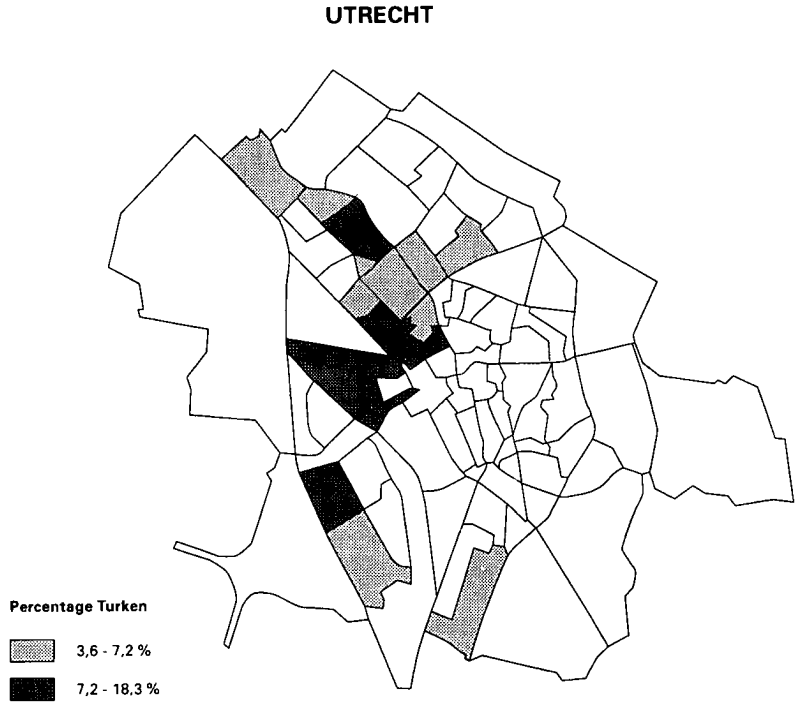 UTRECHT
Percentage Turken
3,6 - 7,2 %
7,2 - 18,3 %